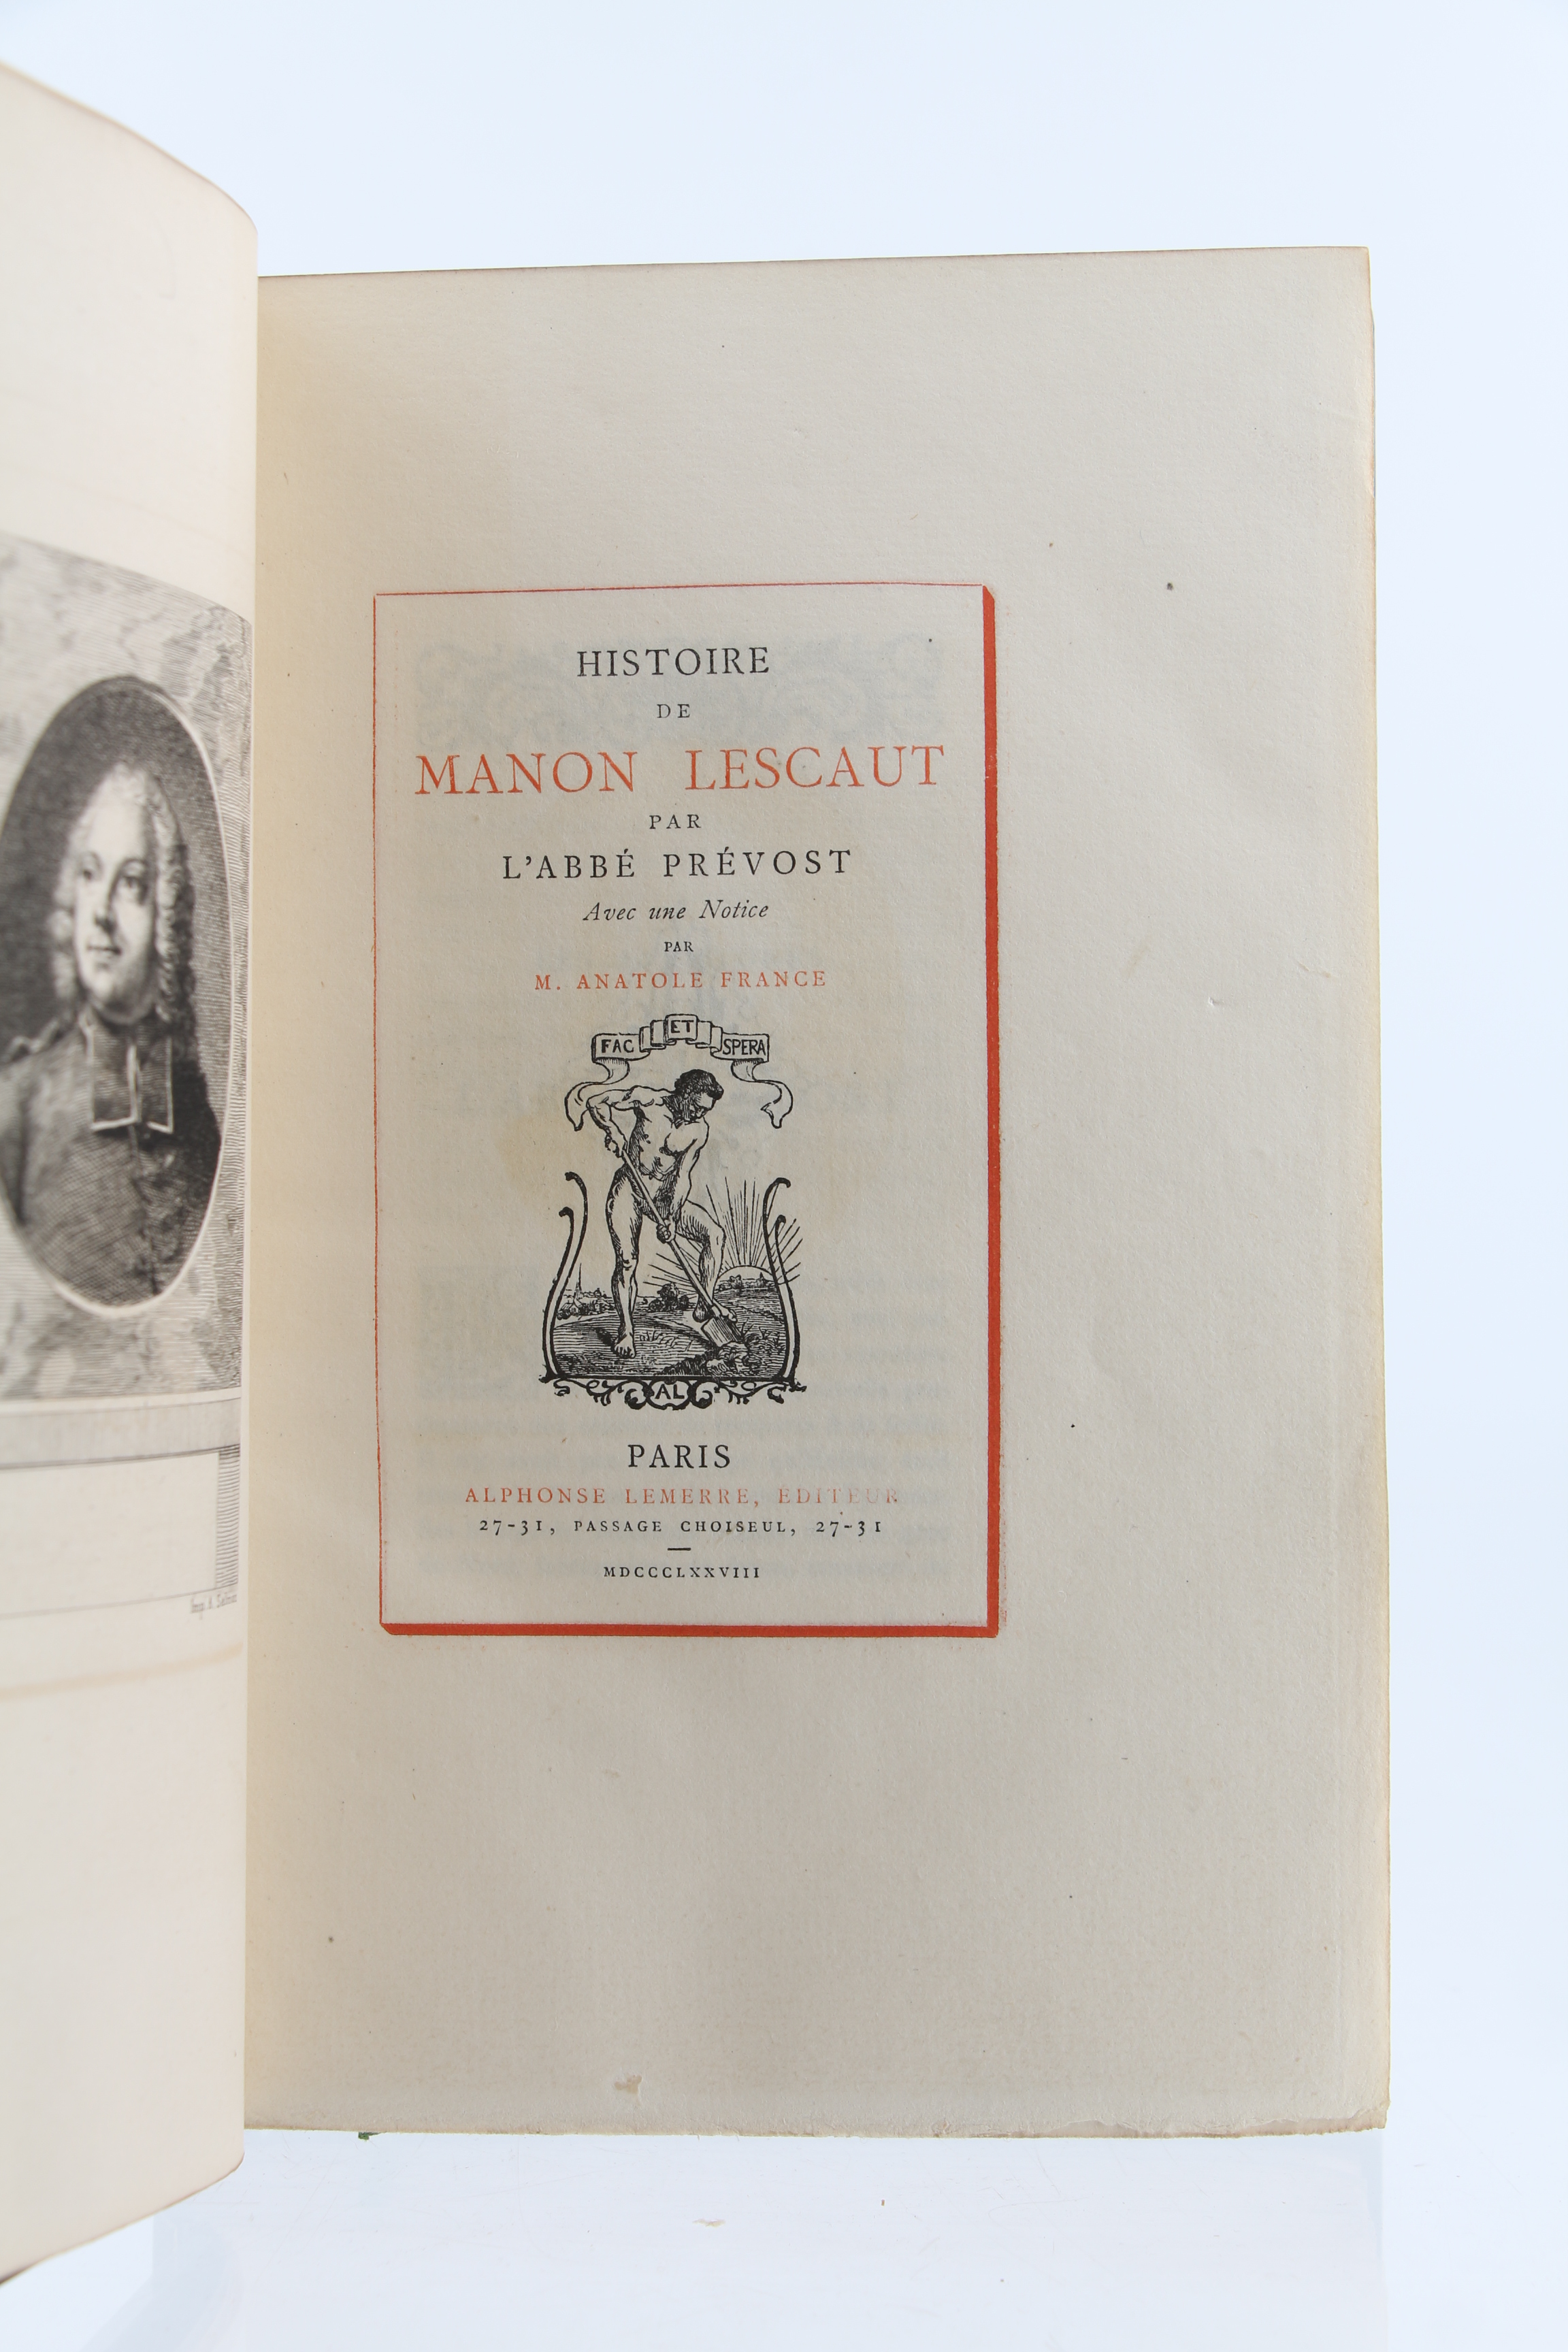 HISTOIRE
DE
MANON LESCAUT
PAR
L'ABBÉ PRÉVOST
Avec une Notice
PAR
M. ANATOLE FRANCE
FAC ET SPERA
AL
PARIS
ALPHONSE LEMERRE, ÉDITEUR
27-31, PASSAGE CHOISEUL, 27-31
MDCCCLXXVIII